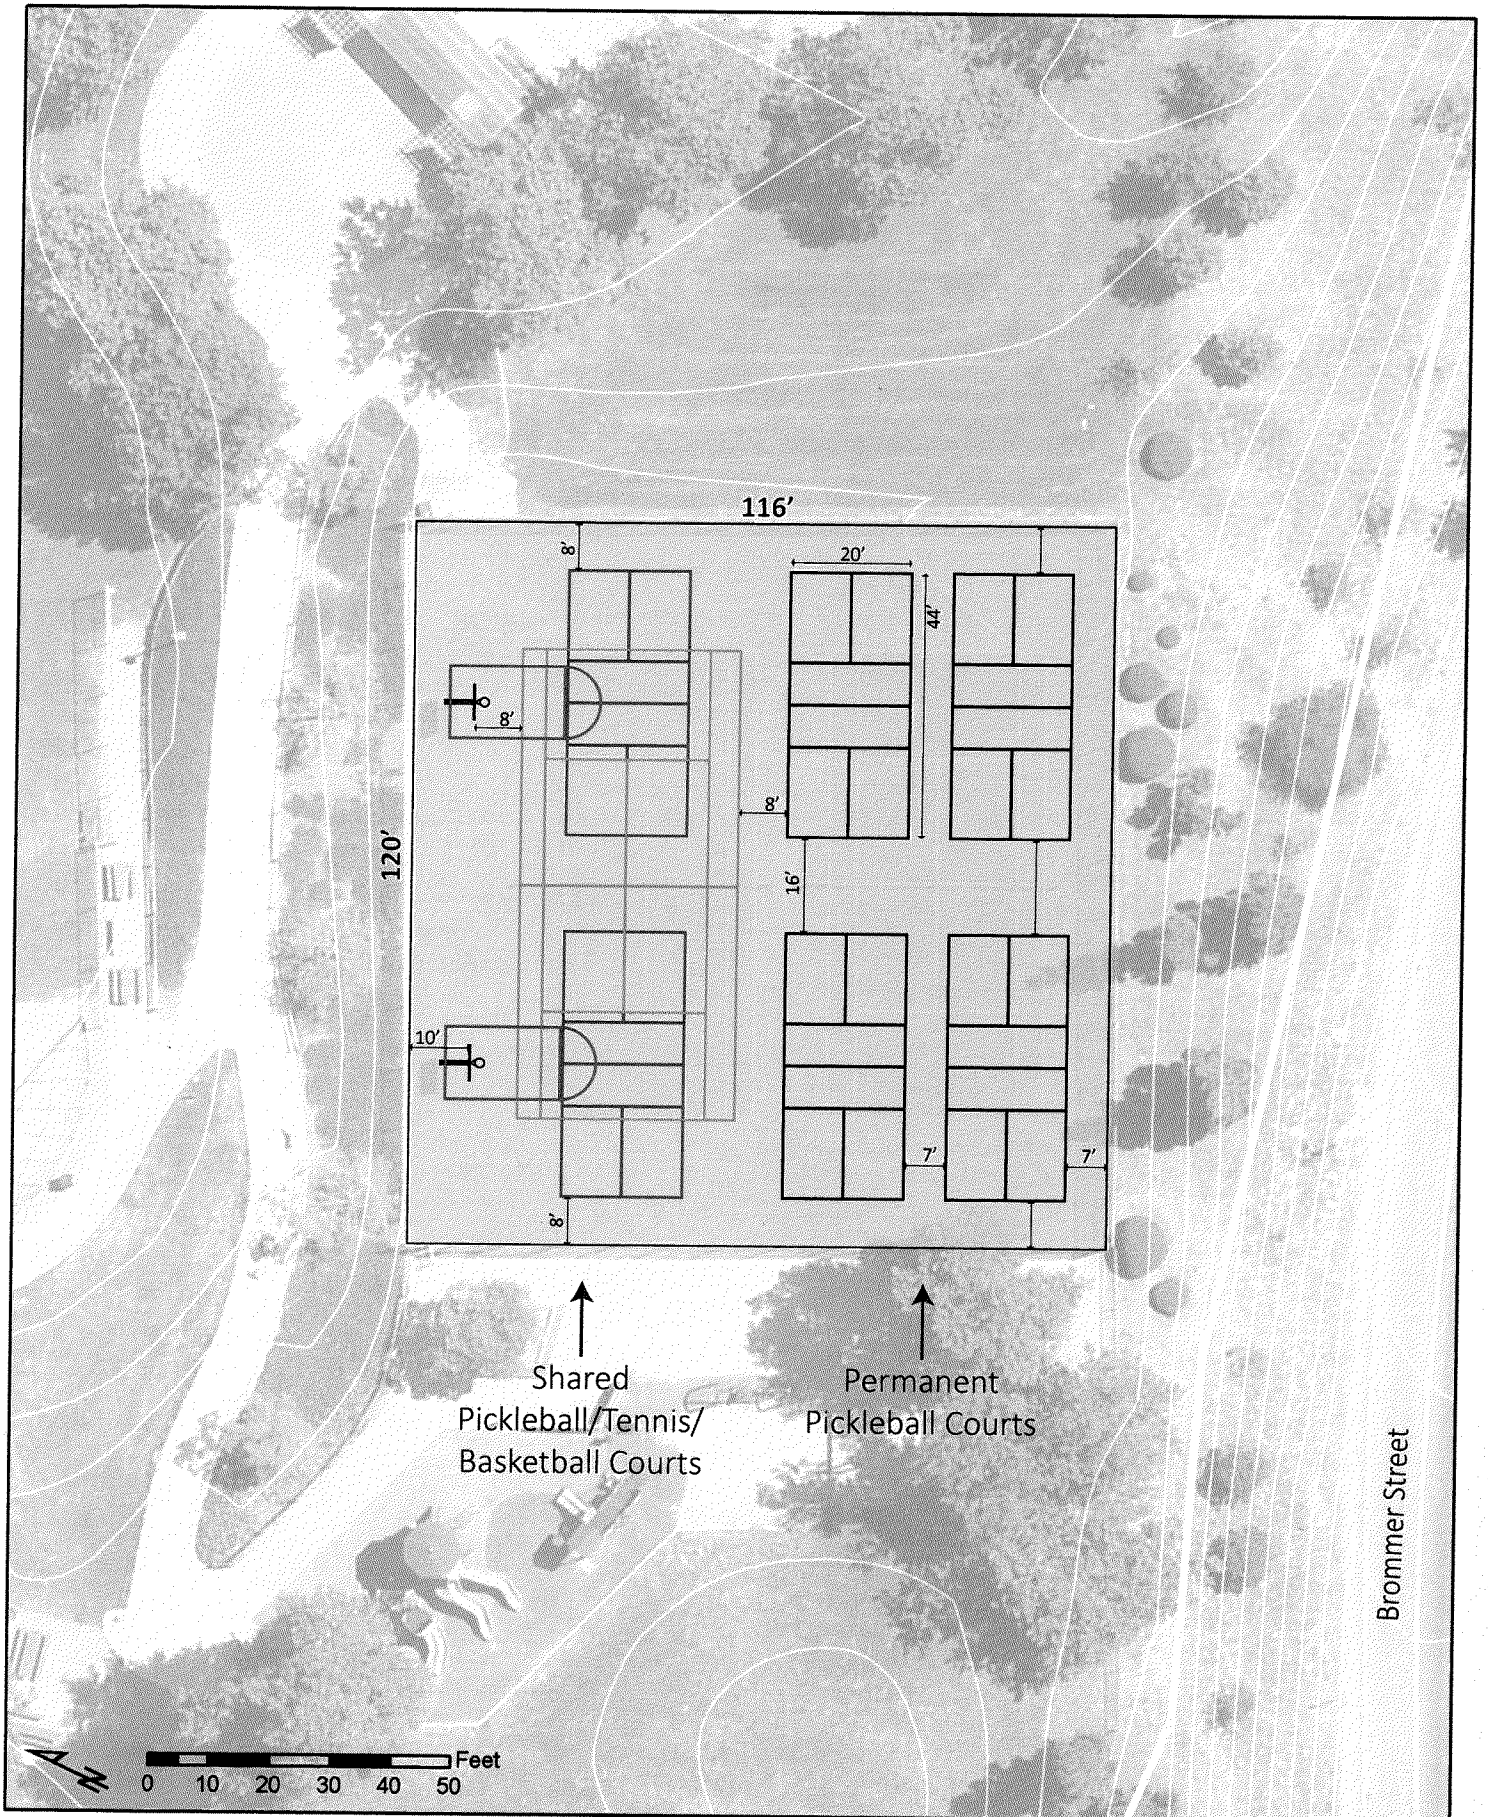 116'
8'
20'
44'
8'
8'
120'
16'
10'
7'
7'
8'
Shared
Pickleball/Tennis/
Basketball Courts
Permanent
Pickleball Courts
Brommer Street
Feet
0 10 20 30 40 50